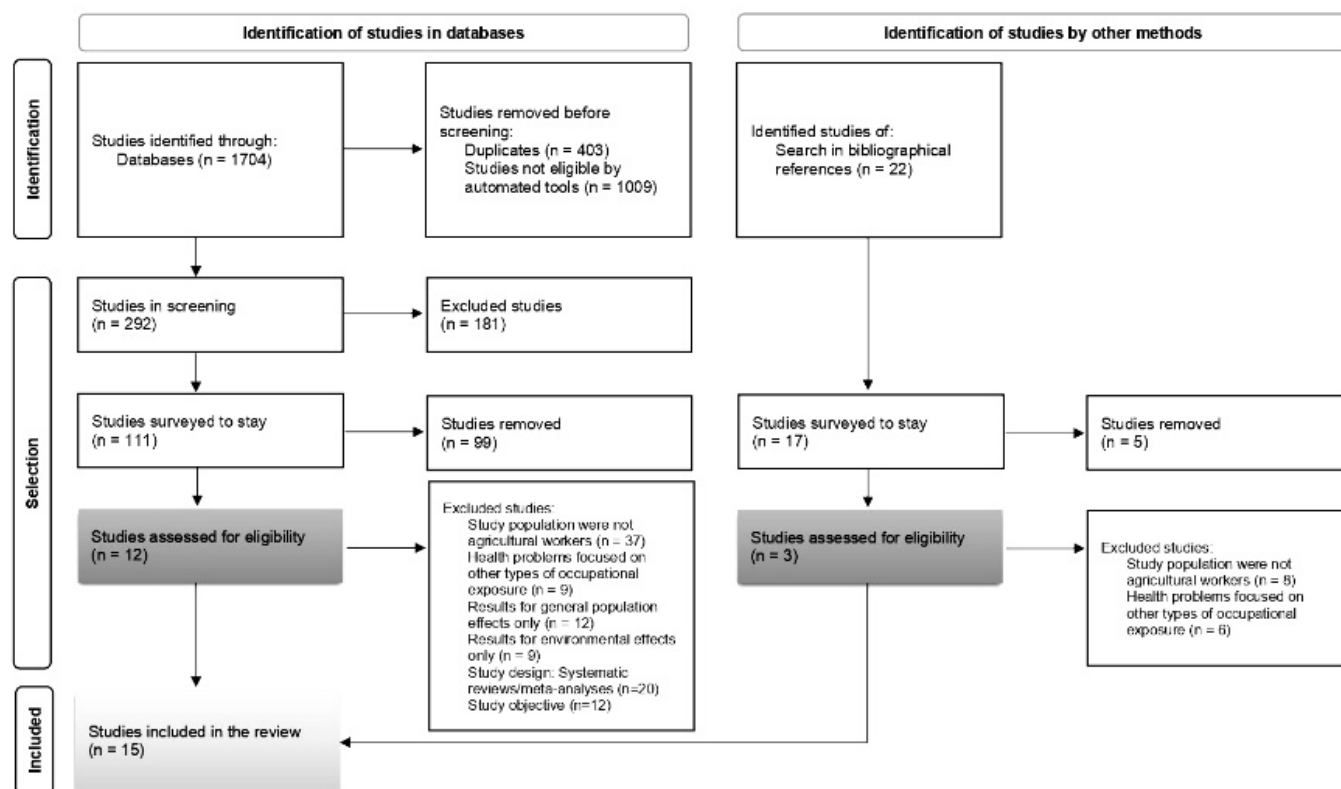 Identification of studies in databases
Identification of studies by other methods
Identification
Studies identified through:
Databases (n = 1704)
Studies removed before
screening:
Duplicates (n = 403)
Studies not eligible by
automated tools (n = 1009)
Identified studies of:
Search in bibliographical
references (n = 22)
Selection
Studies in screening
(n = 292)
Excluded studies
(n = 181)
Studies surveyed to stay
(n = 111)
Studies removed
(n = 99)
Studies surveyed to stay
(n = 17)
Studies removed
(n = 5)
Studies assessed for eligibility
(n = 12)
Excluded studies:
Study population were not
agricultural workers (n = 37)
Health problems focused on
other types of occupational
exposure (n = 9)
Results for general population
effects only (n = 12)
Results for environmental effects
only (n = 9)
Study design: Systematic
reviews/meta-analyses (n=20)
Study objective (n=12)
Studies assessed for eligibility
(n = 3)
Excluded studies:
Study population were not
agricultural workers (n = 8)
Health problems focused on
other types of occupational
exposure (n = 6)
Included
Studies included in the review
(n = 15)